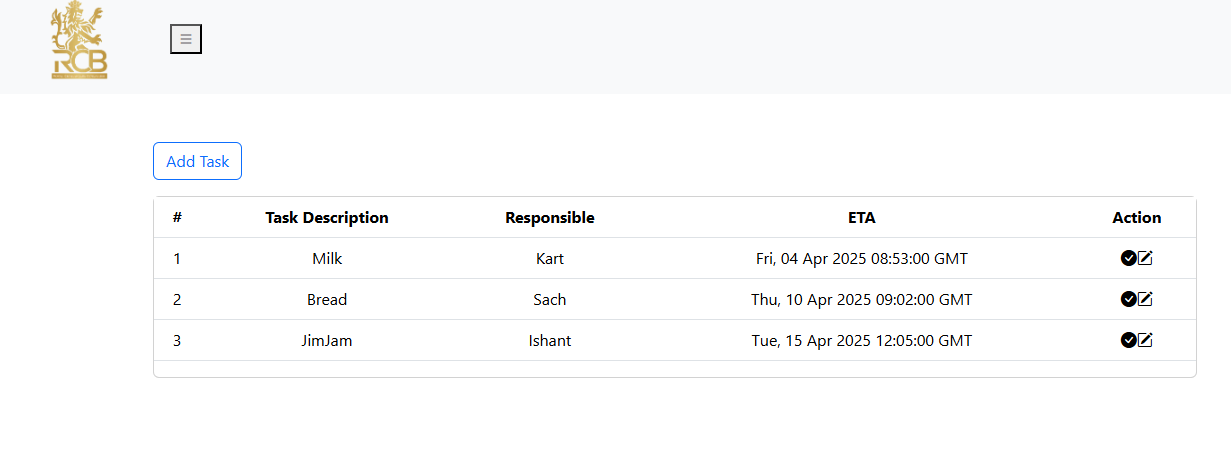 RCB
Add Task
# Task Description Responsible ETA Action
1 Milk Kart Fri, 04 Apr 2025 08:53:00 GMT
2 Bread Sach Thu, 10 Apr 2025 09:02:00 GMT
3 JimJam Ishant Tue, 15 Apr 2025 12:05:00 GMT